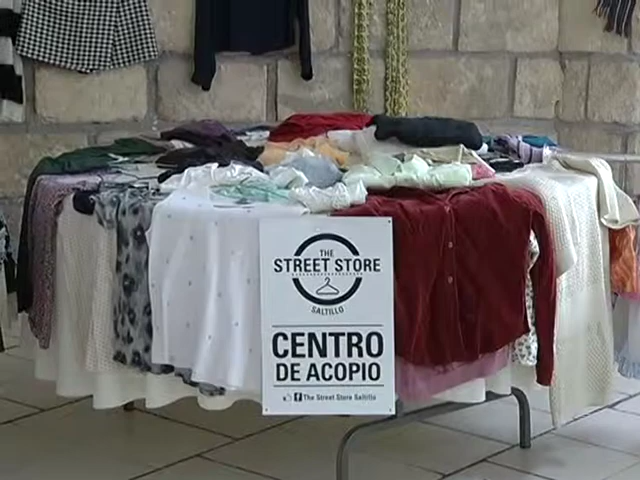 THE
STREET STORE
SALTILLO
CENTRO
DE ACOPIO
The Street Store Saltillo